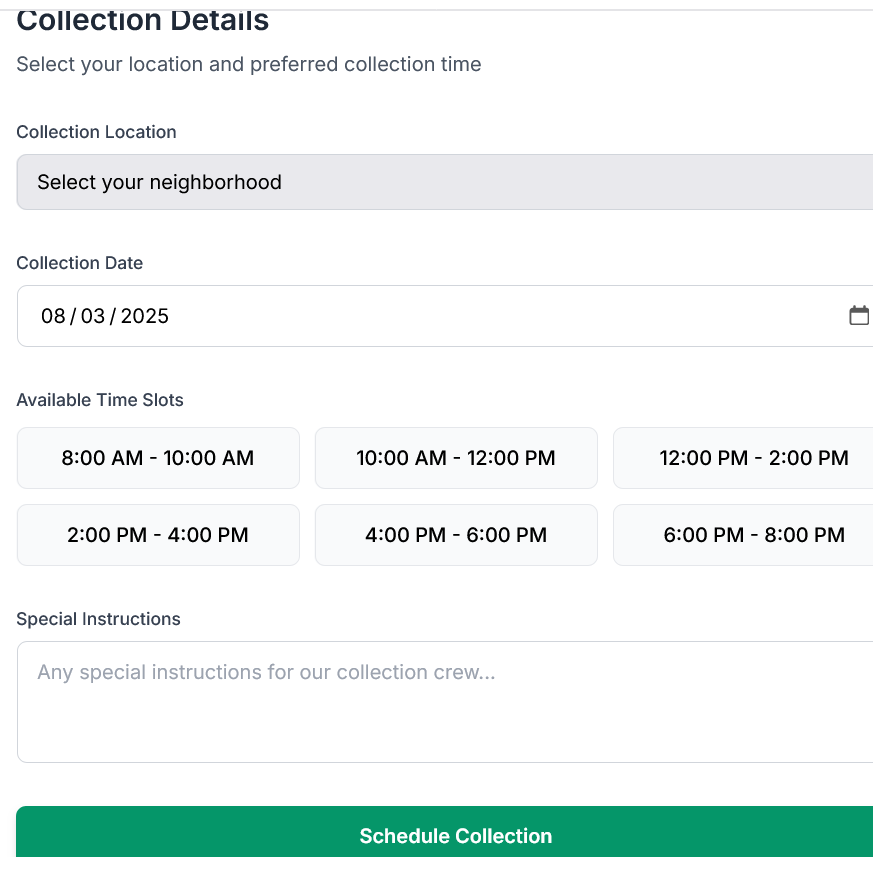 Collection Details
Select your location and preferred collection time
Collection Location
Select your neighborhood
Collection Date
08 / 03 / 2025
Available Time Slots
8:00 AM - 10:00 AM
10:00 AM - 12:00 PM
12:00 PM - 2:00 PM
2:00 PM - 4:00 PM
4:00 PM - 6:00 PM
6:00 PM - 8:00 PM
Special Instructions
Any special instructions for our collection crew...
Schedule Collection